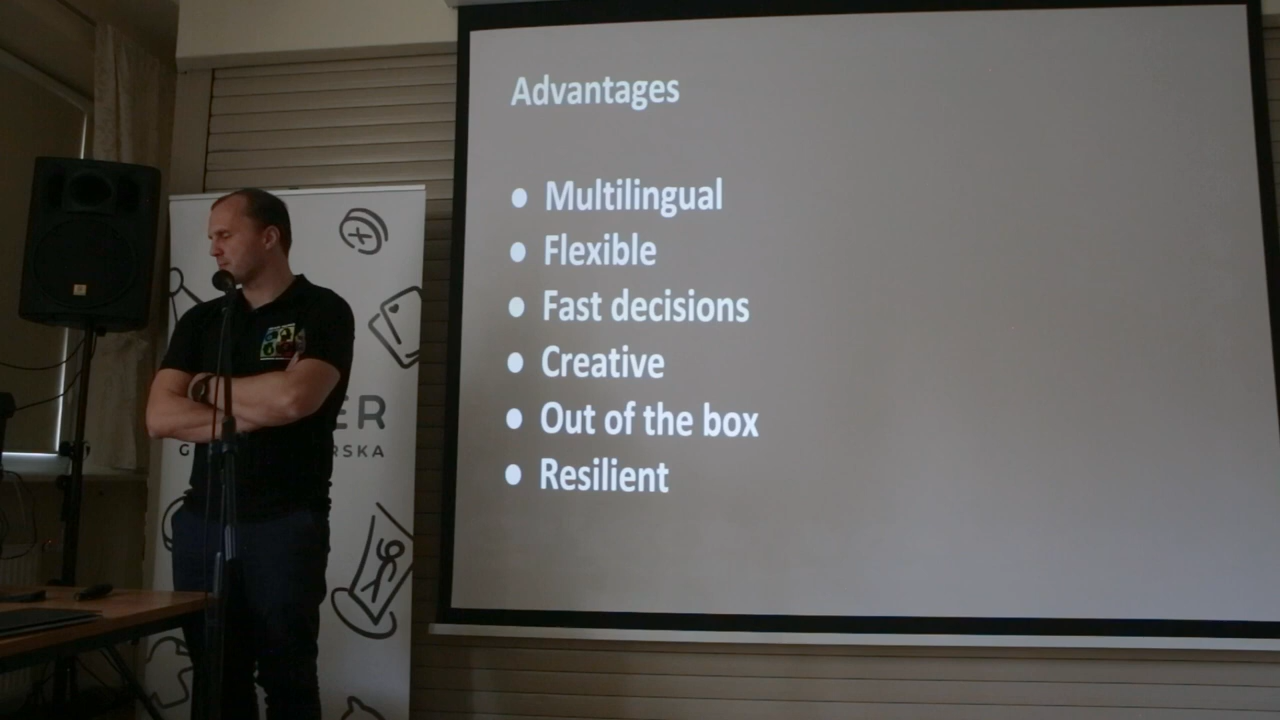 Advantages
● Multilingual
● Flexible
● Fast decisions
● Creative
● Out of the box
● Resilient